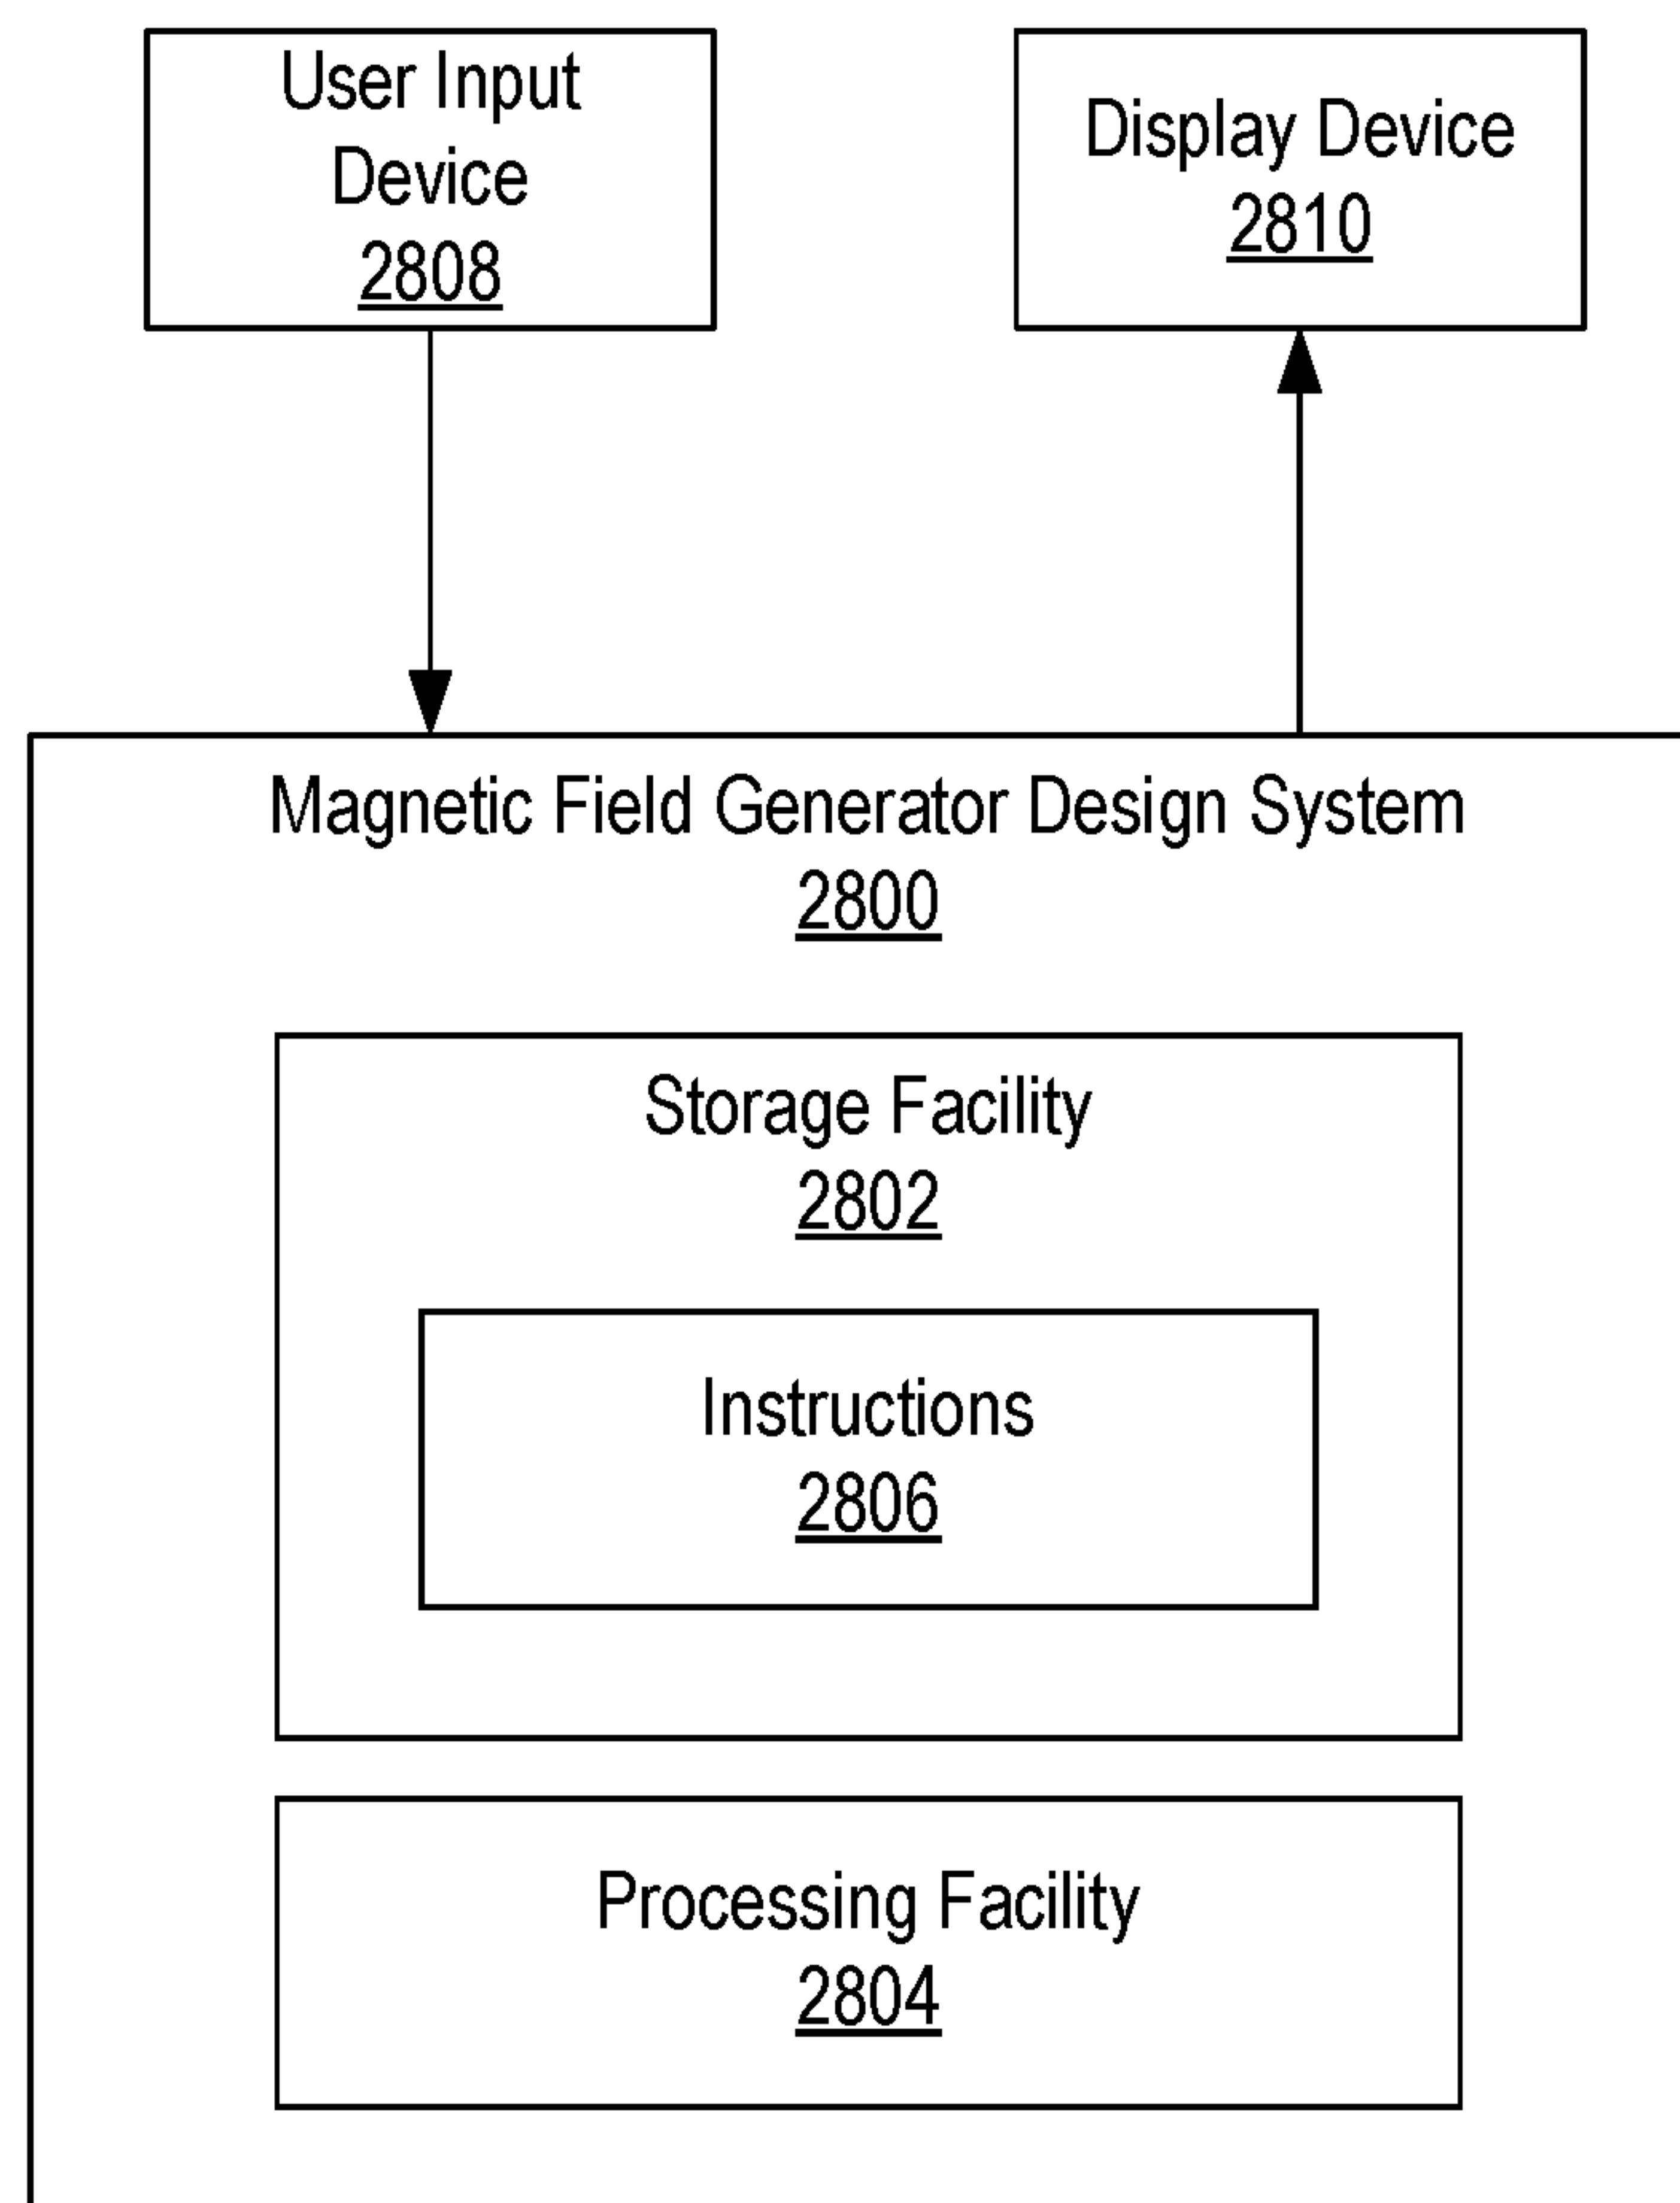 User Input
Device
2808
Display Device
2810
Magnetic Field Generator Design System
2800
Storage Facility
2802
Instructions
2806
Processing Facility
2804